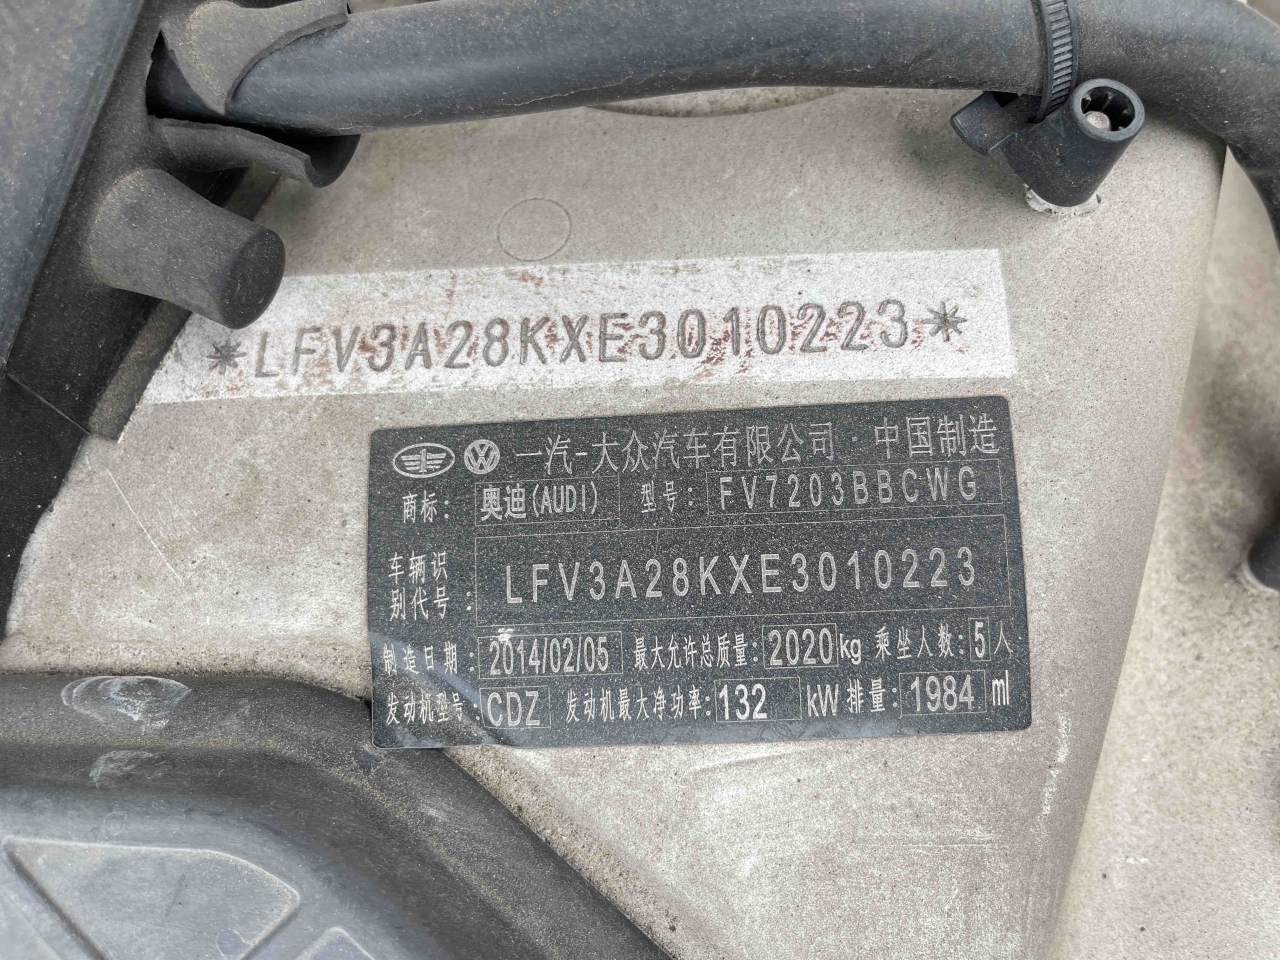 *LFV3A28KXE3010223*
一汽-大众汽车有限公司·中国制造
商标: 奥迪(AUDI) 型号: FV7203BBCWG
车辆识别代号: LFV3A28KXE3010223
制造日期: 2014/02/05 最大允许总质量: 2020kg 乘坐人数: 5人
发动机型号: CDZ 发动机最大净功率: 132 kW 排量: 1984 ml